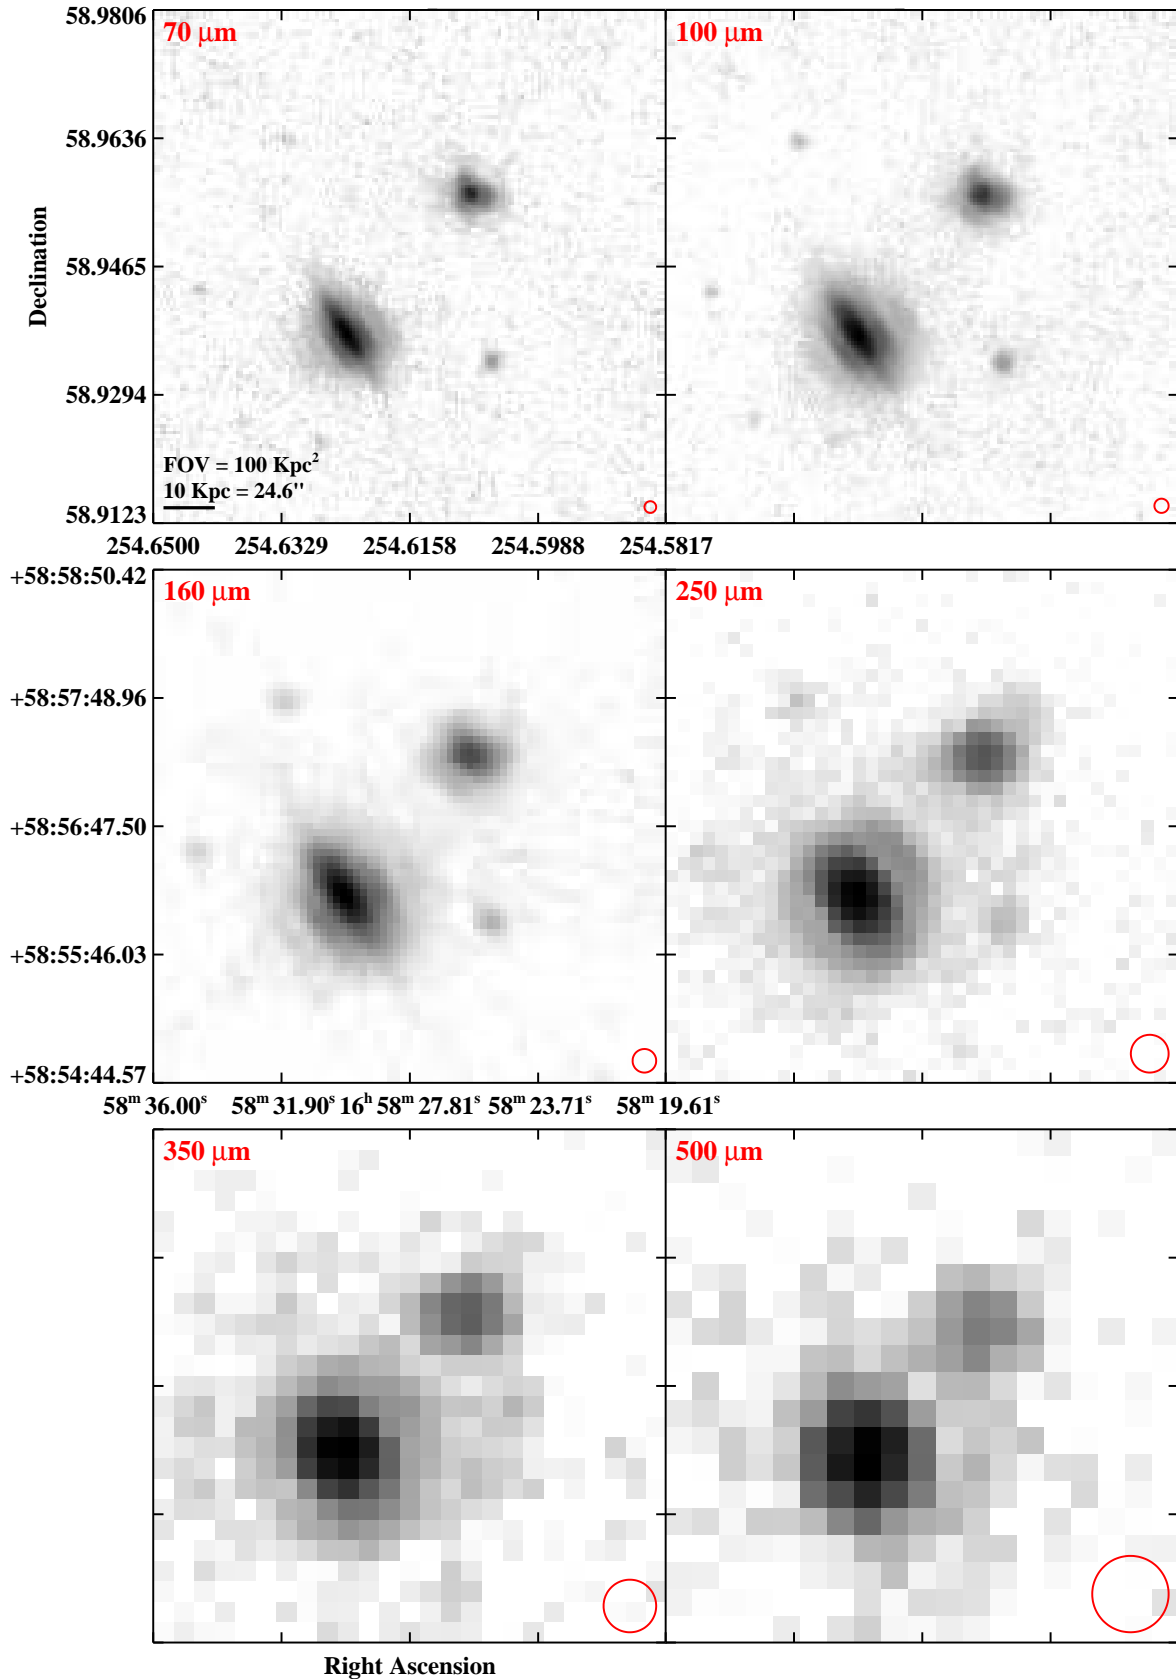 58.9806
70 μm
100 μm
58.9636
Declination
58.9465
58.9294
FOV = 100 Kpc²
10 Kpc = 24.6"
58.9123
254.6500 254.6329 254.6158 254.5988 254.5817
+58:58:50.42
160 μm
250 μm
+58:57:48.96
+58:56:47.50
+58:55:46.03
+58:54:44.57
58ᵐ 36.00ˢ 58ᵐ 31.90ˢ 16ʰ 58ᵐ 27.81ˢ 58ᵐ 23.71ˢ 58ᵐ 19.61ˢ
350 μm
500 μm
Right Ascension